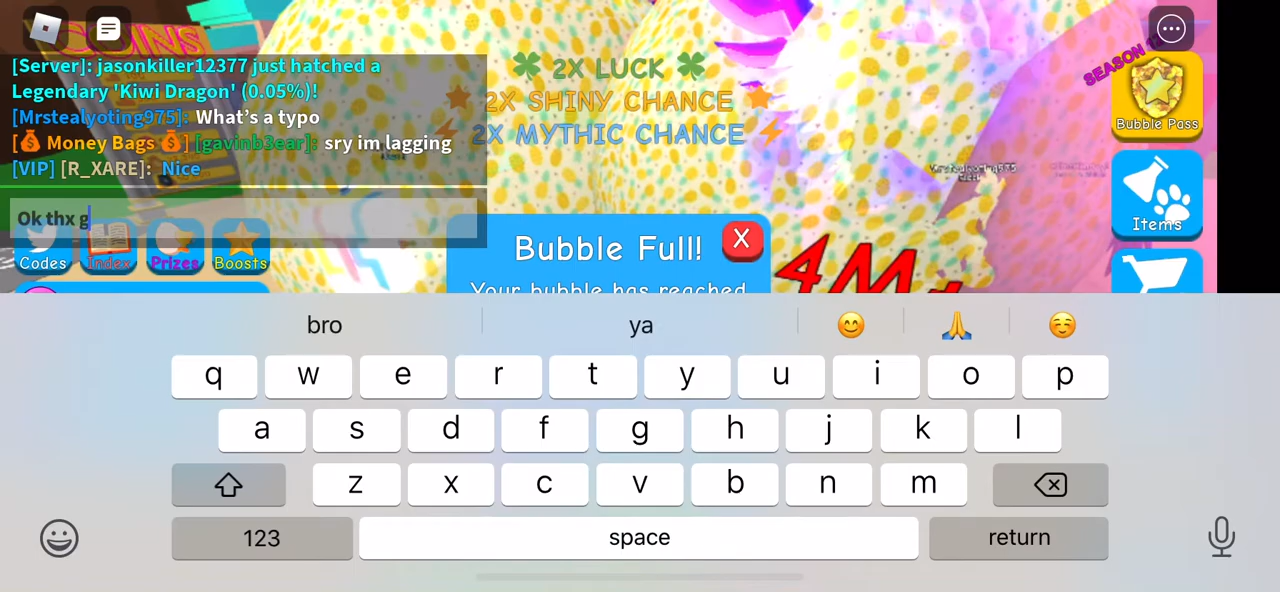 COINS
[Server]: jasonkiller12377 just hatched a
Legendary 'Kiwi Dragon' (0.05%)!
[Mrstealyoting975]: What's a typo
[💰 Money Bags 💰] [gavinb3ear]: sry im lagging
[VIP] [R_XARE]: Nice
Ok thx g
Codes
Index
Prizes
Boosts
🍀 2X LUCK 🍀
2X SHINY CHANCE
⚡ 2X MYTHIC CHANCE ⚡
Bubble Full!
X
Your bubble has reached
SEASON
Bubble Pass
Items
bro
ya
😊
🙏
☺️
q w e r t y u i o p
a s d f g h j k l
z x c v b n m
123
space
return